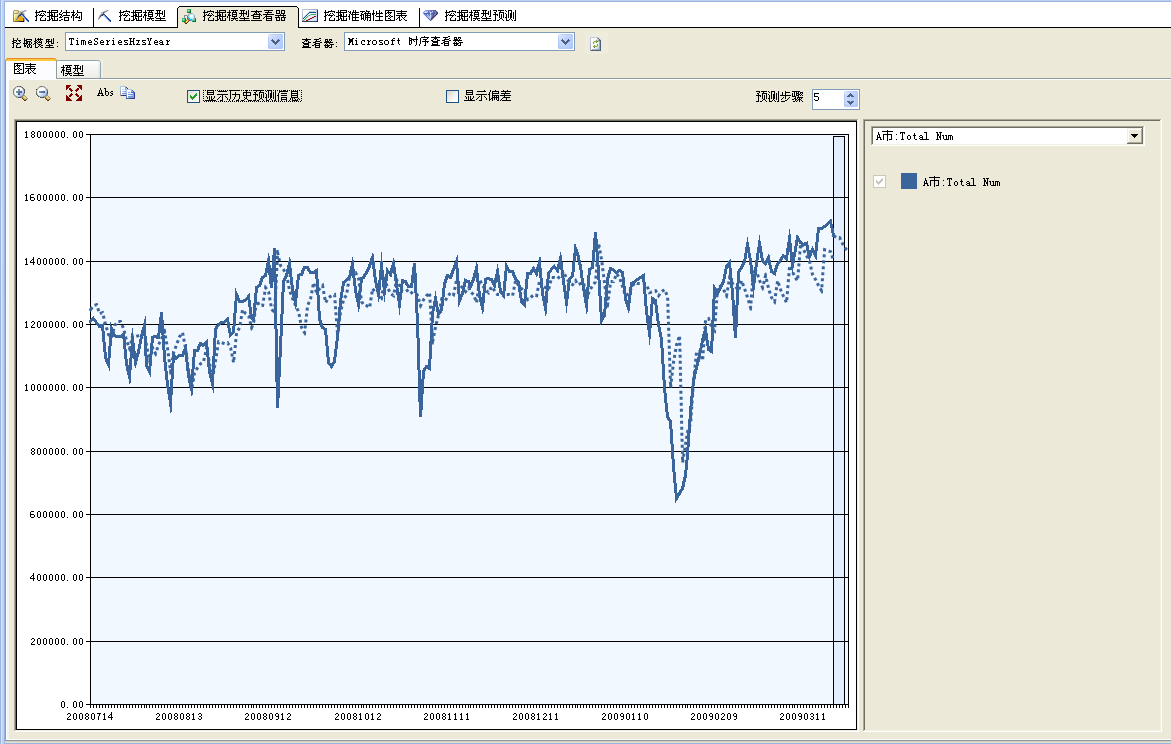 挖掘结构 挖掘模型 挖掘模型查看器 挖掘准确性图表 挖掘模型预测
挖掘模型: TimeSeriesHzsYear 查看器: Microsoft 时序查看器
图表 模型
Abs 显示历史预测信息 显示偏差 预测步骤 5
A市:Total Num
A市:Total Num
1800000.00
1600000.00
1400000.00
1200000.00
1000000.00
800000.00
600000.00
400000.00
200000.00
0.00
20080714 20080813 20080912 20081012 20081111 20081211 20090110 20090209 20090311